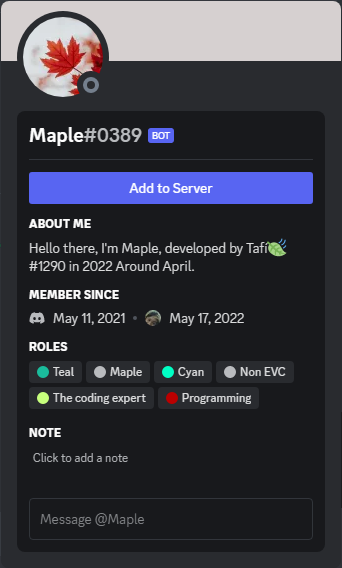 Maple#0389 BOT
Add to Server
ABOUT ME
Hello there, I'm Maple, developed by Tafí
#1290 in 2022 Around April.
MEMBER SINCE
May 11, 2021 • May 17, 2022
ROLES
Teal Maple Cyan Non EVC
The coding expert Programming
NOTE
Click to add a note
Message @Maple